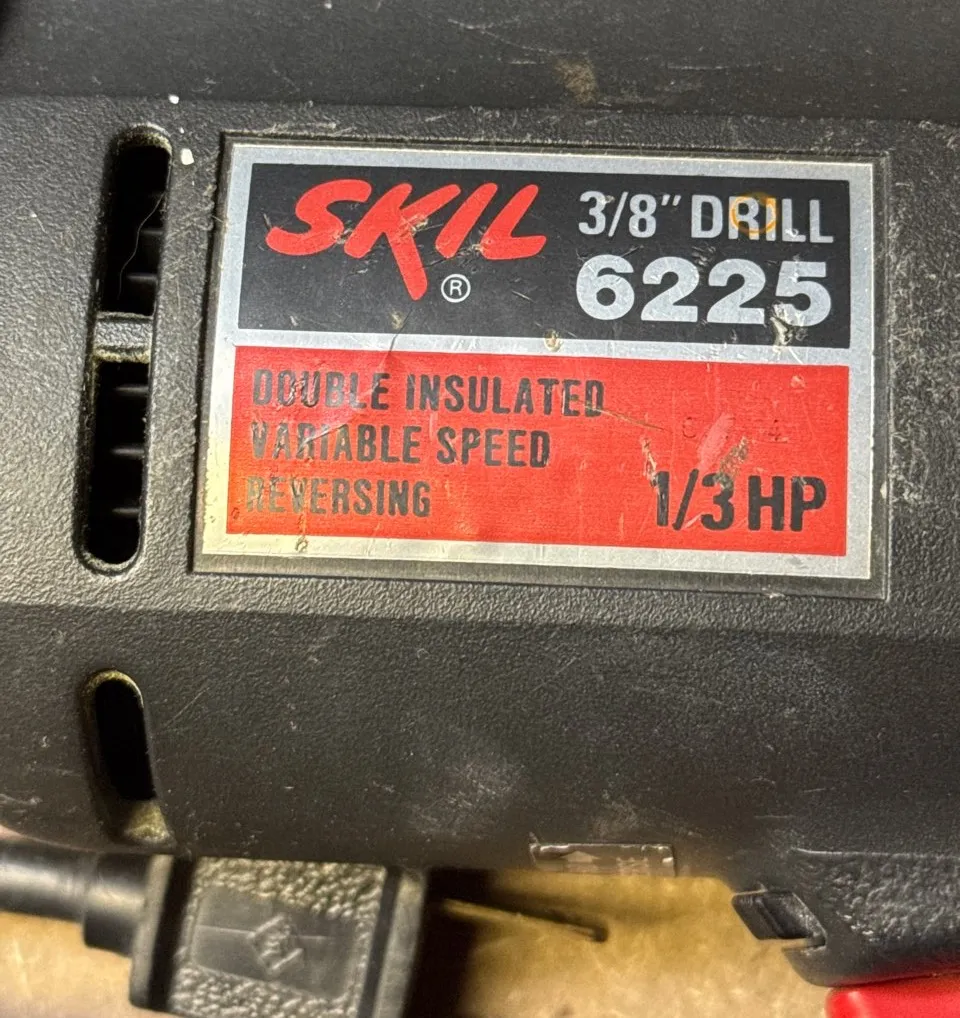 SKIL®
3/8" DRILL
6225
DOUBLE INSULATED
VARIABLE SPEED
REVERSING
1/3 HP